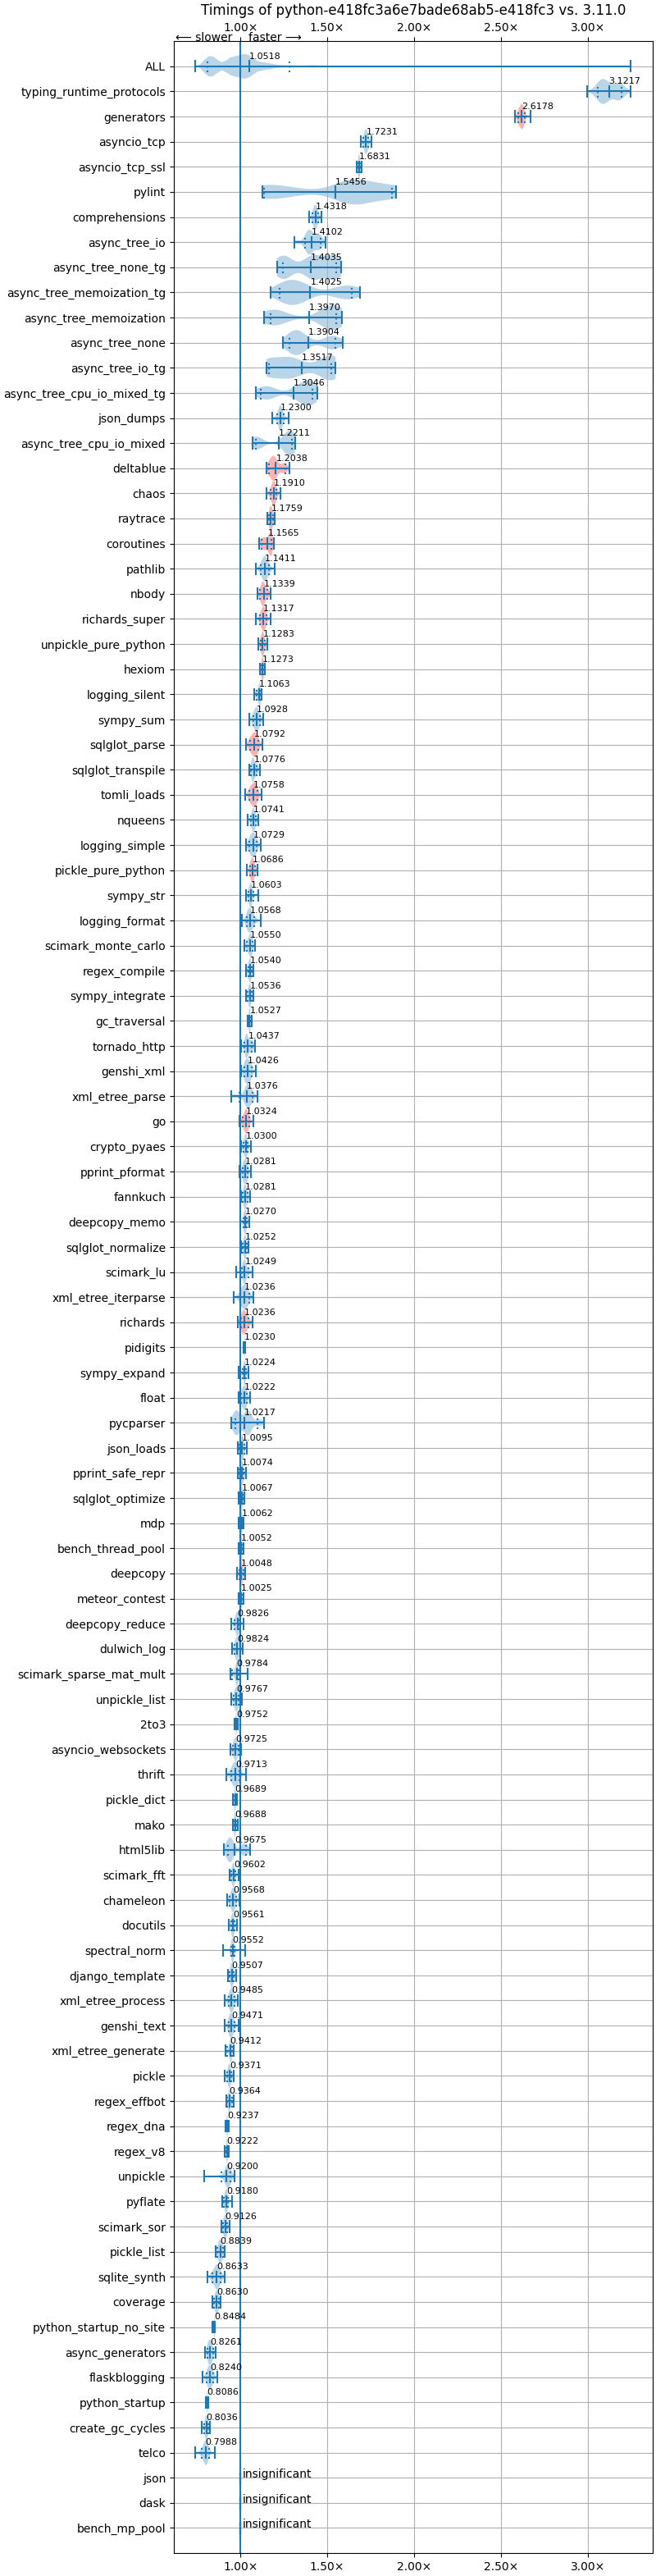 Timings of python-e418fc3a6e7bade68ab5-e418fc3 vs. 3.11.0
1.00× 1.50× 2.00× 2.50× 3.00×
⟵ slower faster ⟶
ALL 1.0518
typing_runtime_protocols 3.1217
generators 2.6178
asyncio_tcp 1.7231
asyncio_tcp_ssl 1.6831
pylint 1.5456
comprehensions 1.4318
async_tree_io 1.4102
async_tree_none_tg 1.4035
async_tree_memoization_tg 1.4025
async_tree_memoization 1.3970
async_tree_none 1.3904
async_tree_io_tg 1.3517
async_tree_cpu_io_mixed_tg 1.3046
json_dumps 1.2300
async_tree_cpu_io_mixed 1.2211
deltablue 1.2038
chaos 1.1910
raytrace 1.1759
coroutines 1.1565
pathlib 1.1411
nbody 1.1339
richards_super 1.1317
unpickle_pure_python 1.1283
hexiom 1.1273
logging_silent 1.1063
sympy_sum 1.0928
sqlglot_parse 1.0792
sqlglot_transpile 1.0776
tomli_loads 1.0758
nqueens 1.0741
logging_simple 1.0729
pickle_pure_python 1.0686
sympy_str 1.0603
logging_format 1.0568
scimark_monte_carlo 1.0550
regex_compile 1.0540
sympy_integrate 1.0536
gc_traversal 1.0527
tornado_http 1.0437
genshi_xml 1.0426
xml_etree_parse 1.0376
go 1.0324
crypto_pyaes 1.0300
pprint_pformat 1.0281
fannkuch 1.0281
deepcopy_memo 1.0270
sqlglot_normalize 1.0252
scimark_lu 1.0249
xml_etree_iterparse 1.0236
richards 1.0236
pidigits 1.0230
sympy_expand 1.0224
float 1.0222
pycparser 1.0217
json_loads 1.0095
pprint_safe_repr 1.0074
sqlglot_optimize 1.0067
mdp 1.0062
bench_thread_pool 1.0052
deepcopy 1.0048
meteor_contest 1.0025
deepcopy_reduce 0.9826
dulwich_log 0.9824
scimark_sparse_mat_mult 0.9784
unpickle_list 0.9767
2to3 0.9752
asyncio_websockets 0.9725
thrift 0.9713
pickle_dict 0.9689
mako 0.9688
html5lib 0.9675
scimark_fft 0.9602
chameleon 0.9568
docutils 0.9561
spectral_norm 0.9552
django_template 0.9507
xml_etree_process 0.9485
genshi_text 0.9471
xml_etree_generate 0.9412
pickle 0.9371
regex_effbot 0.9364
regex_dna 0.9237
regex_v8 0.9222
unpickle 0.9200
pyflate 0.9180
scimark_sor 0.9126
pickle_list 0.8839
sqlite_synth 0.8633
coverage 0.8630
python_startup_no_site 0.8484
async_generators 0.8261
flaskblogging 0.8240
python_startup 0.8086
create_gc_cycles 0.8036
telco 0.7988
json insignificant
dask insignificant
bench_mp_pool insignificant
1.00× 1.50× 2.00× 2.50× 3.00×